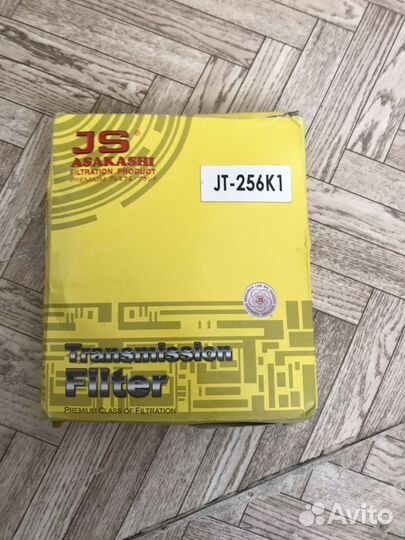 JS®
ASAKASHI
FILTRATION PRODUCT
JT-256K1
Transmission
Filter
PREMIUM CLASS OF FILTRATION
Avito